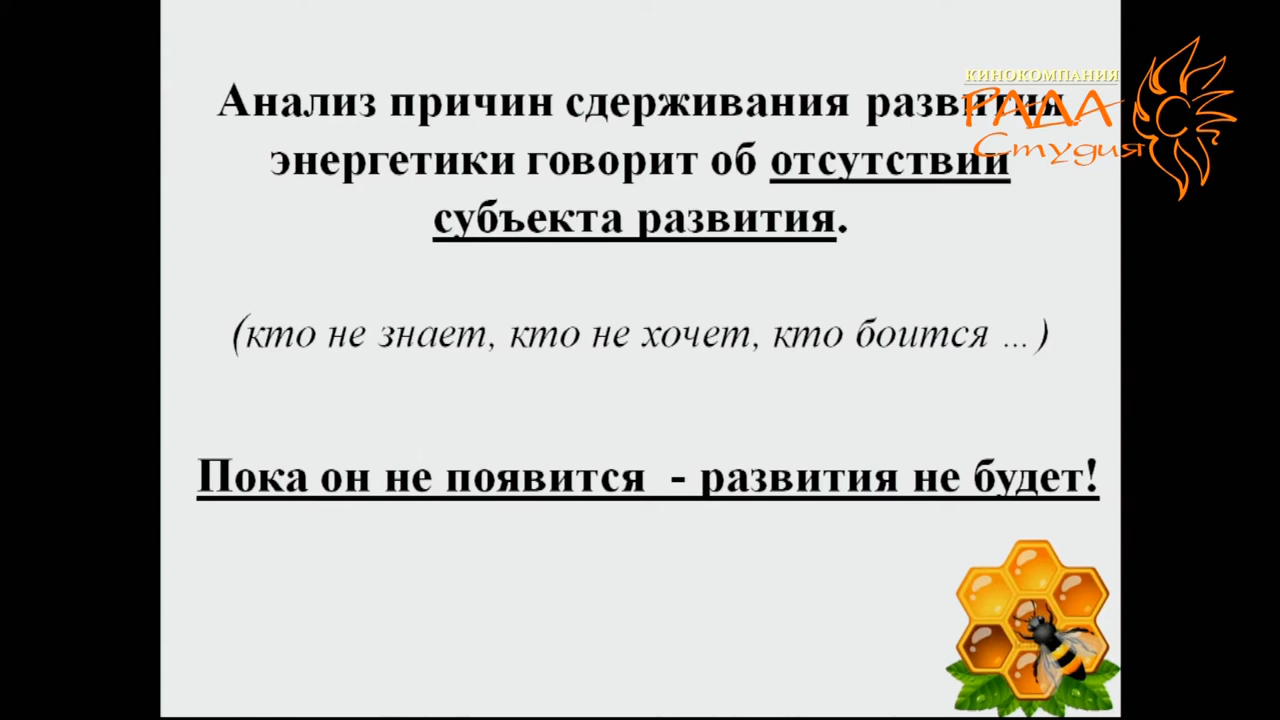 КИНОКОМПАНИЯ
РАДА
Студия
Анализ причин сдерживания развития
энергетики говорит об отсутствии
субъекта развития.
(кто не знает, кто не хочет, кто боится ...)
Пока он не появится - развития не будет!